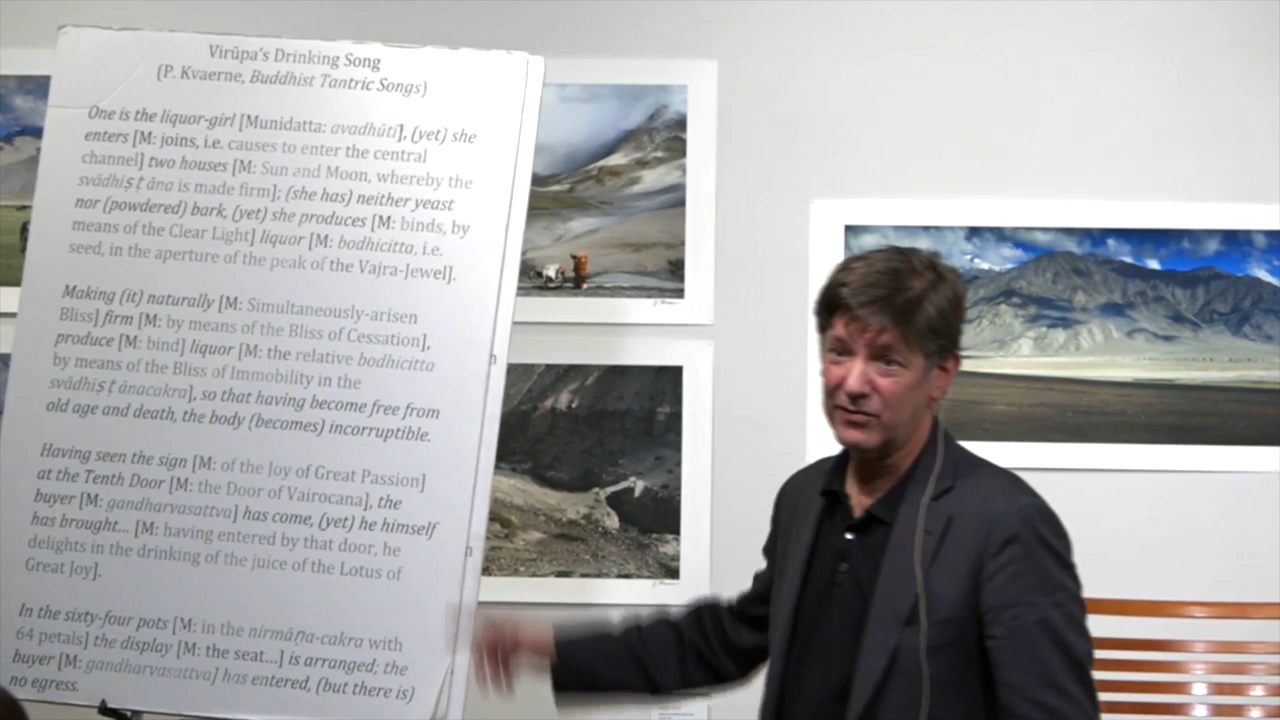 Virūpa's Drinking Song
(P. Kvaerne, Buddhist Tantric Songs)
One is the liquor-girl [Munidatta: avadhūti], (yet) she
enters [M: joins, i.e. causes to enter the central
channel] two houses [M: Sun and Moon, whereby the
svādhiṣṭ āna is made firm]; (she has) neither yeast
nor (powdered) bark, (yet) she produces [M: binds, by
means of the Clear Light] liquor [M: bodhicitta, i.e.
seed, in the aperture of the peak of the Vajra-Jewel].
Making (it) naturally [M: Simultaneously-arisen
Bliss] firm [M: by means of the Bliss of Cessation],
produce [M: bind] liquor [M: the relative bodhicitta
by means of the Bliss of Immobility in the
svādhiṣṭ ānacakra], so that having become free from
old age and death, the body (becomes) incorruptible.
Having seen the sign [M: of the Joy of Great Passion]
at the Tenth Door [M: the Door of Vairocana], the
buyer [M: gandharvasattva] has come, (yet) he himself
has brought... [M: having entered by that door, he
delights in the drinking of the juice of the Lotus of
Great Joy].
In the sixty-four pots [M: in the nirmāṇa-cakra with
64 petals] the display [M: the seat...] is arranged; the
buyer [M: gandharvasattva] has entered, (but there is)
no egress.